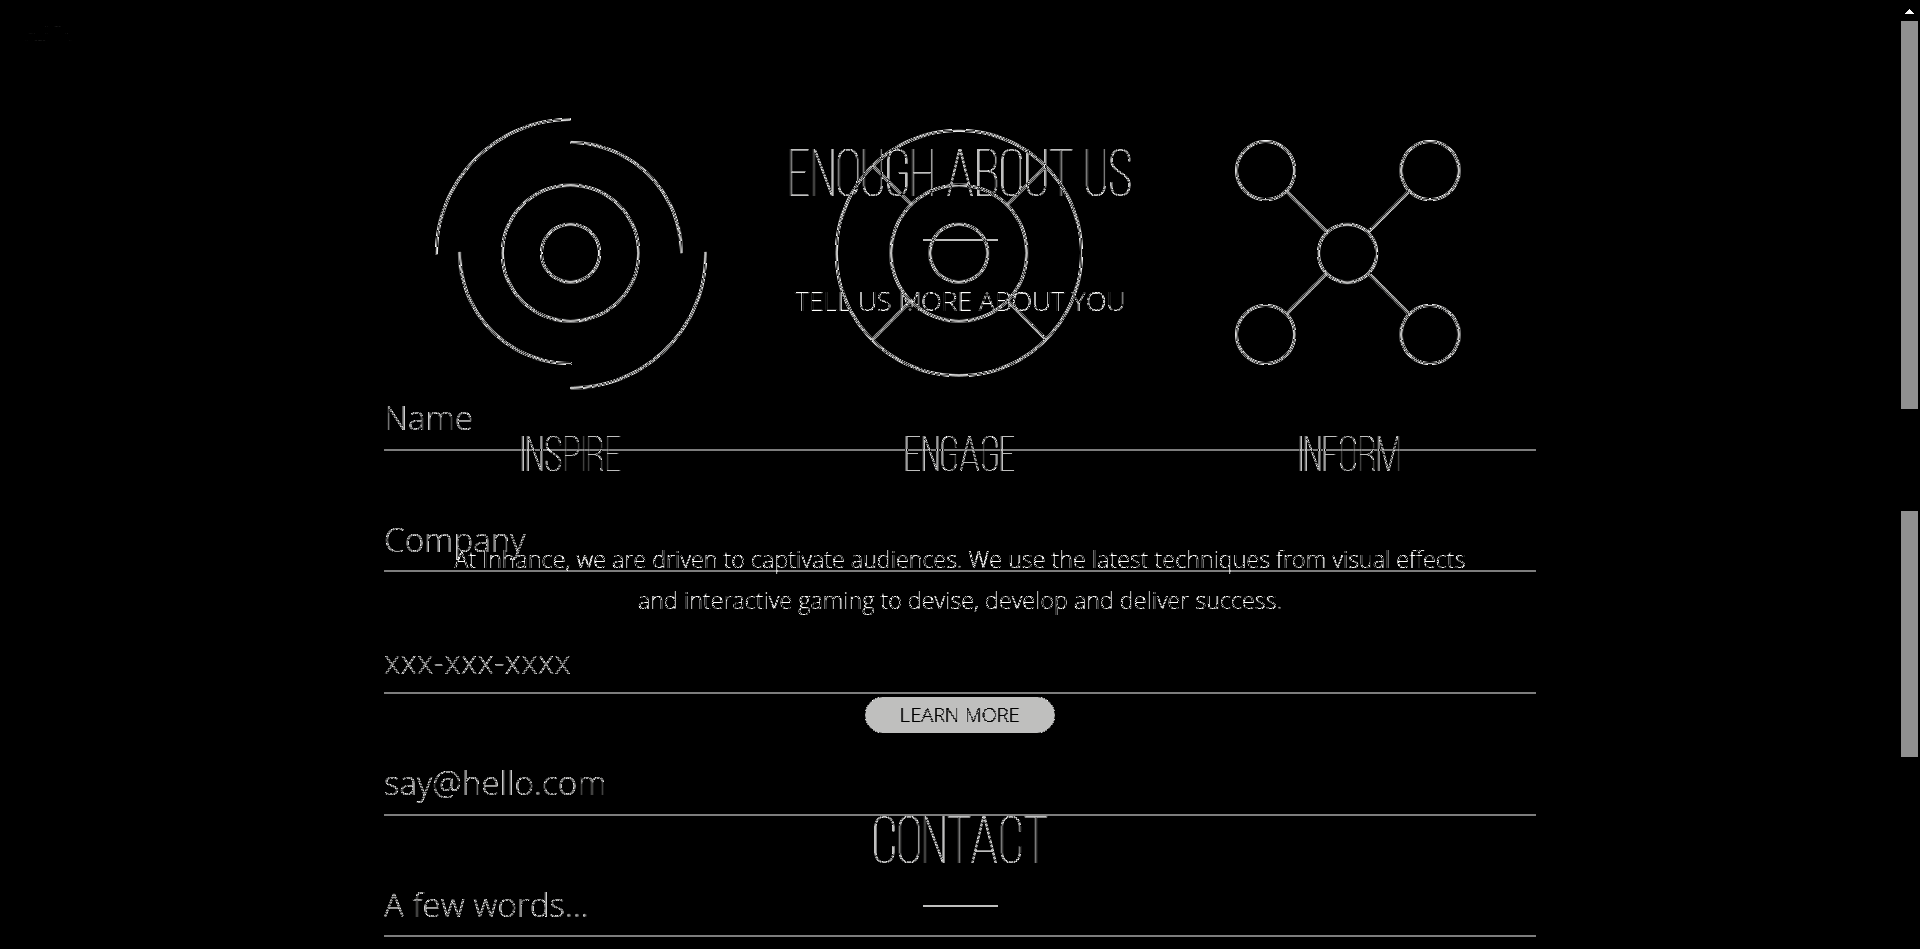 ENOUGH ABOUT US
TELL US MORE ABOUT YOU
Name
INSPIRE
ENGAGE
INFORM
Company
At Inhance, we are driven to captivate audiences. We use the latest techniques from visual effects
and interactive gaming to devise, develop and deliver success.
xxx-xxx-xxxx
LEARN MORE
say@hello.com
CONTACT
A few words...